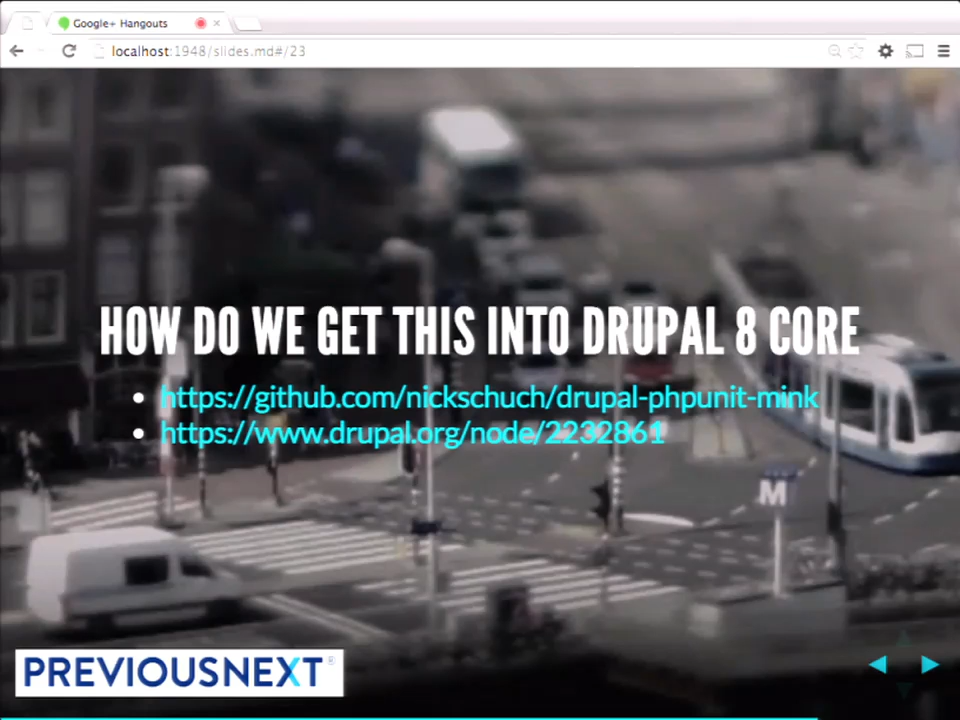 Google+ Hangouts
localhost:1948/slides.md#/23
HOW DO WE GET THIS INTO DRUPAL 8 CORE
https://github.com/nickschuch/drupal-phpunit-mink
https://www.drupal.org/node/2232861
M
PREVIOUSNEXT®